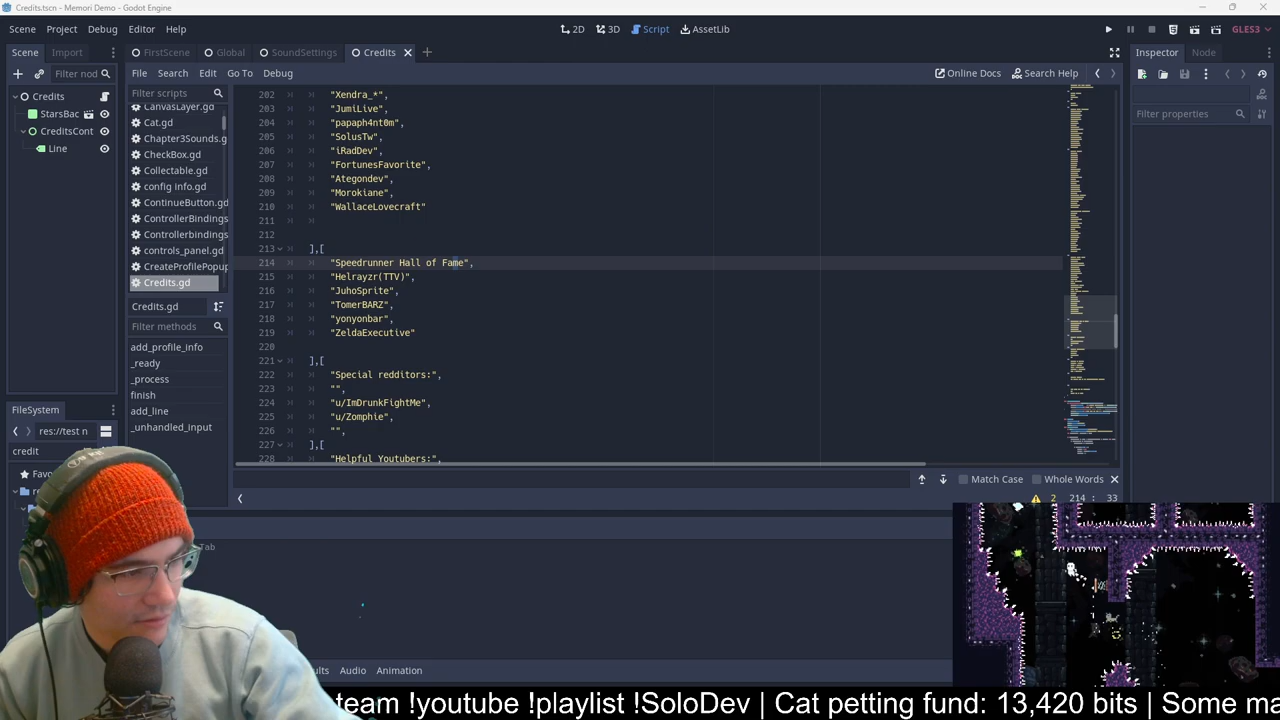 Credits.tscn - Memori Demo - Godot Engine
Scene Project Debug Editor Help
2D 3D Script AssetLib
GLES3
Scene Import
FirstScene Global SoundSettings Credits
Inspector Node
Filter nod
File Search Edit Go To Debug
Online Docs Search Help
Credits
StarsBac
CreditsCont
Line
Filter scripts
CanvasLayer.gd
Cat.gd
Chapter3Sounds.g
CheckBox.gd
Collectable.gd
config info.gd
ContinueButton.gd
ControllerBindings
Controllerbindings
controls_panel.gd
CreateProfilePopup
Credits.gd
Credits.gd
Filter methods
add_profile_info
_ready
_process
finish
add_line
_unhandled_input
202 "Xendra_*",
203 "JumiLive",
204 "papaph4nt0m",
205 "SolusTW",
206 "iRadDev",
207 "FortunesFavorite",
208 "Ategondev",
209 "Morokiane",
210 "WallaceLovecraft"
211
212
213 ],[
214 "Speedrunner Hall of Fame",
215 "Helrayzr(TTV)",
216 "JuhoSprite",
217 "TomerBARZ",
218 "yonyonbar",
219 "ZeldaExecutive"
220
221 ],[
222 "Special redditors:",
223 "",
224 "u/ImDrunkFightMe",
225 "u/Zomphie",
226 "",
227 ],[
228 "Helpful Youtubers:",
Filter properties
Match Case Whole Words
2 214 : 33
FileSystem
res://test n
credit
Favo
Tab
Audio Animation
team !youtube !playlist !SoloDev | Cat petting fund: 13,420 bits | Some ma